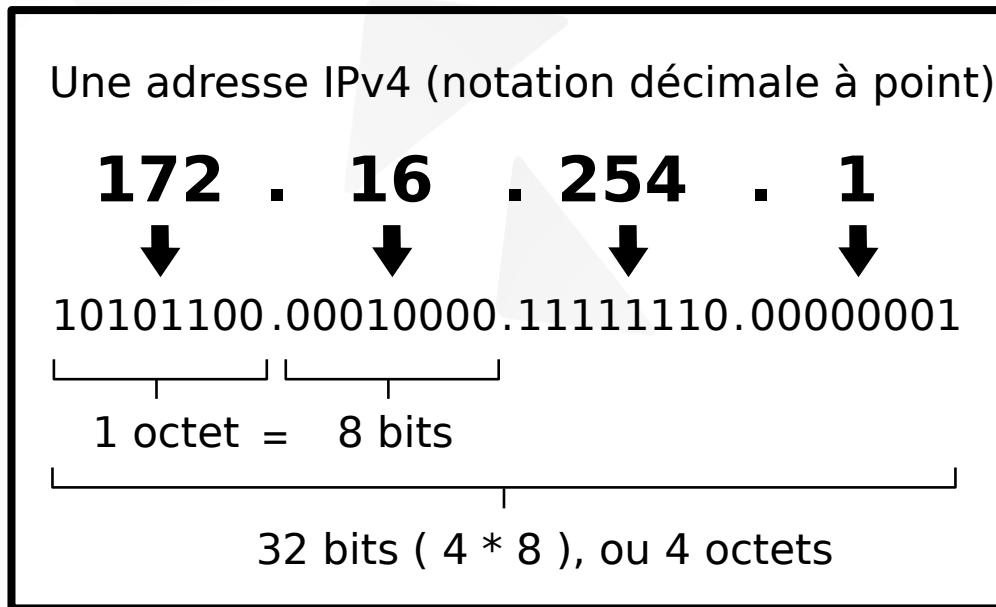 Une adresse IPv4 (notation décimale à point)
172 . 16 . 254 . 1
10101100.00010000.11111110.00000001
1 octet = 8 bits
32 bits ( 4 * 8 ), ou 4 octets